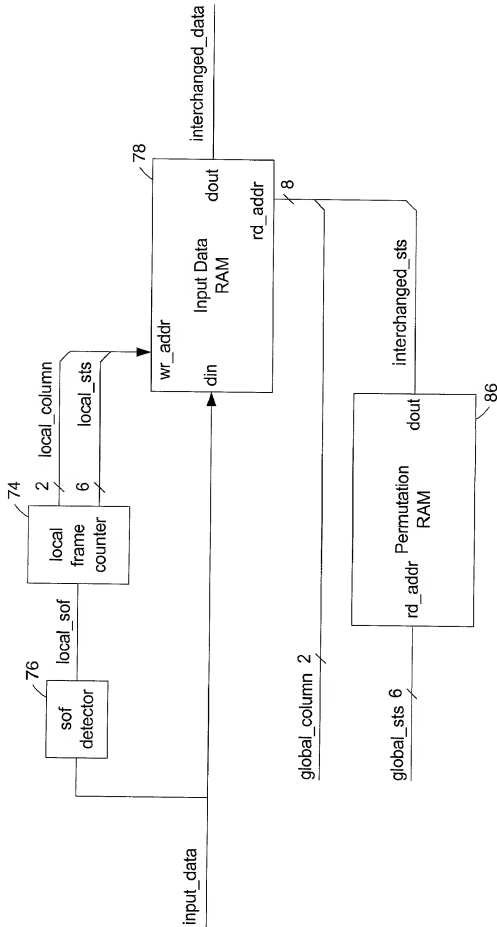 input_data
76
sof
detector
local_sof
74
local
frame
counter
2
local_column
6
local_sts
78
wr_addr
din
Input Data
RAM
dout
rd_addr
interchanged_data
8
global_column 2
global_sts 6
rd_addr
Permutation
RAM
dout
86
interchanged_sts